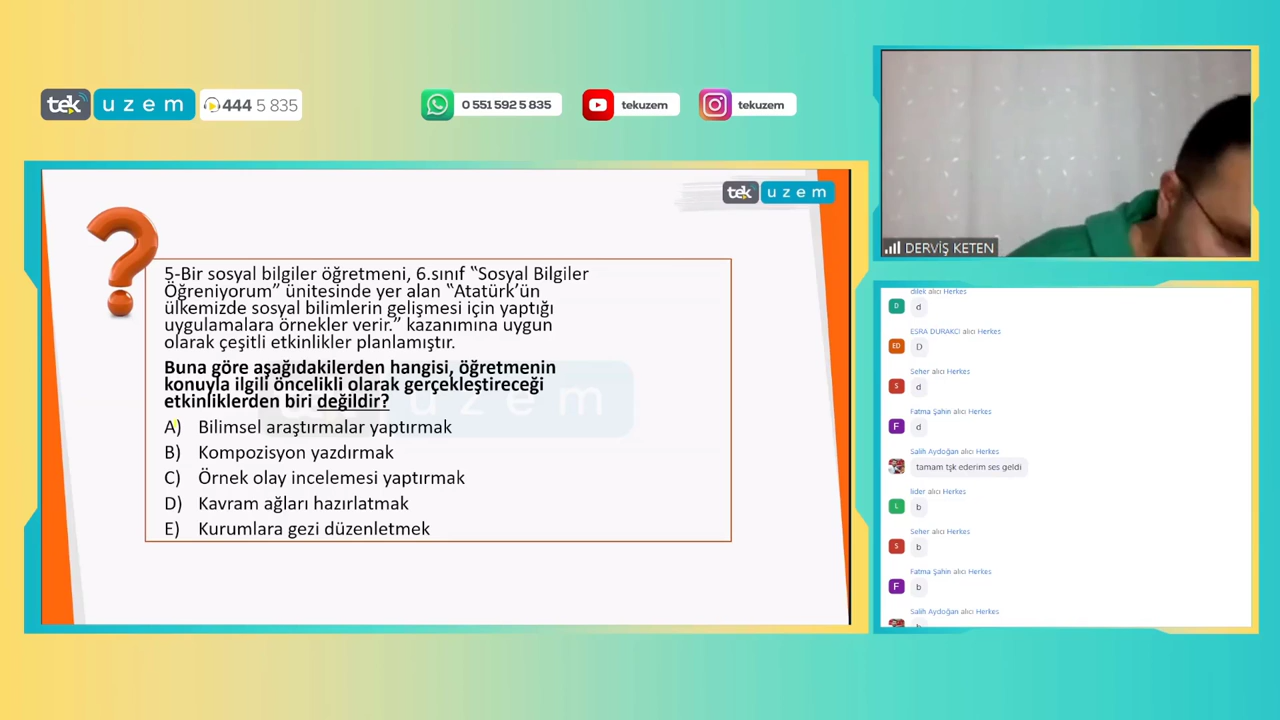 tek uzem 444 5 835
0 551 592 5 835
tekuzem
tekuzem
tek uzem
5-Bir sosyal bilgiler öğretmeni, 6.sınıf “Sosyal Bilgiler
Öğreniyorum” ünitesinde yer alan “Atatürk’ün
ülkemizde sosyal bilimlerin gelişmesi için yaptığı
uygulamalara örnekler verir.” kazanımına uygun
olarak çeşitli etkinlikler planlamıştır.
Buna göre aşağıdakilerden hangisi, öğretmenin
konuyla ilgili öncelikli olarak gerçekleştireceği
etkinliklerden biri değildir?
A) Bilimsel araştırmalar yaptırmak
B) Kompozisyon yazdırmak
C) Örnek olay incelemesi yaptırmak
D) Kavram ağları hazırlatmak
E) Kurumlara gezi düzenletmek
uzem
DERVİŞ KETEN
dilek alıcı Herkes
D d
ESRA DURAKCI alıcı Herkes
ED D
Seher alıcı Herkes
S d
Fatma Şahin alıcı Herkes
F d
Salih Aydoğan alıcı Herkes
tamam tşk ederim ses geldi
lider alıcı Herkes
L b
Seher alıcı Herkes
S b
Fatma Şahin alıcı Herkes
F b
Salih Aydoğan alıcı Herkes